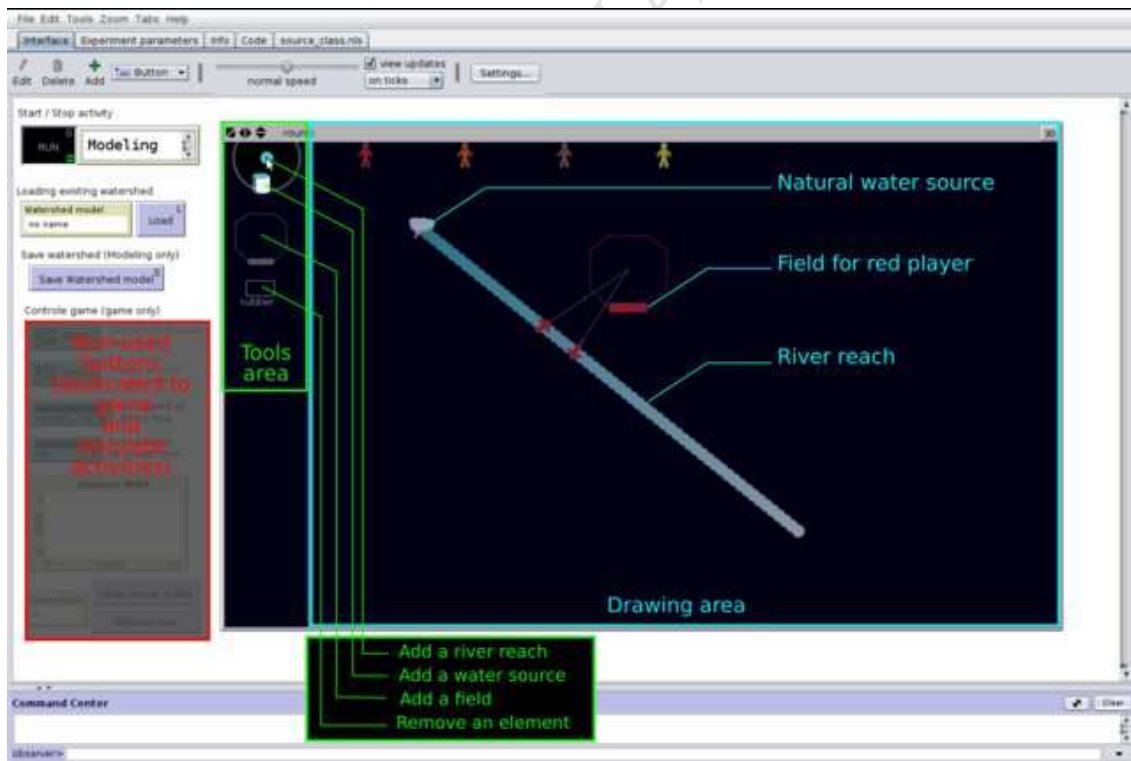 File Edit Tools Zoom Tabs Help
Interface Experiment parameters Info Code source_class.nls
Edit Delete Add Button normal speed view updates on ticks Settings...
Start / Stop activity
RUN Modeling
Loading existing watershed
Watershed model
no name
Load
Save watershed (Modeling only)
Save Watershed model
Controle game (game only)
Non-used
buttons
(dedicated to
game
and
activities)
3D
rubber
Tools
area
Natural water source
Field for red player
River reach
Drawing area
Add a river reach
Add a water source
Add a field
Remove an element
Command Center
Clear
observer>